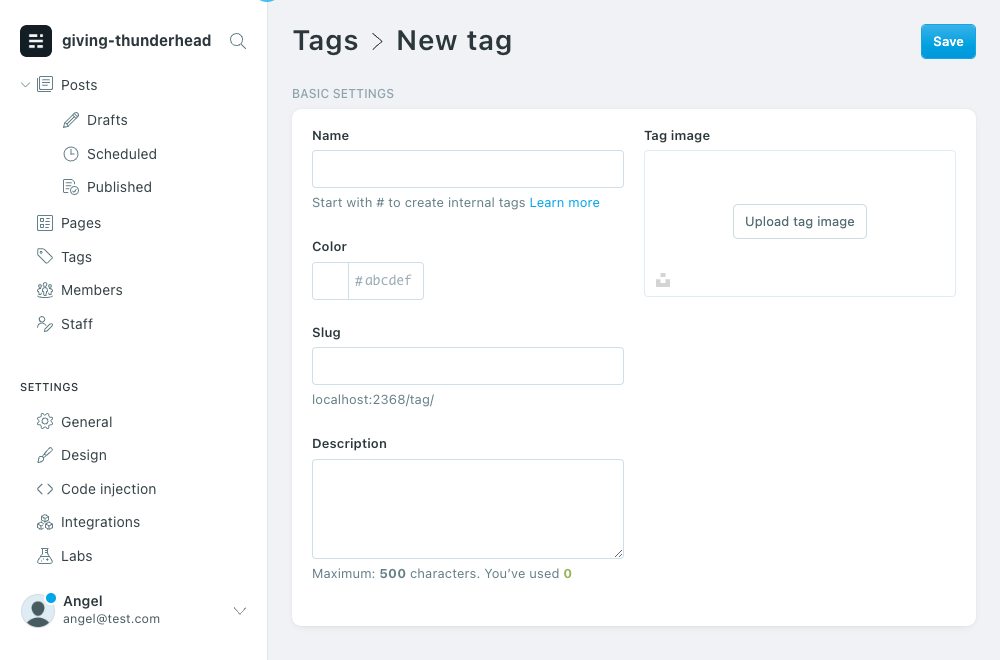 giving-thunderhead
Posts
Drafts
Scheduled
Published
Pages
Tags
Members
Staff
SETTINGS
General
Design
Code injection
Integrations
Labs
Angel
angel@test.com
Tags > New tag
Save
BASIC SETTINGS
Name
Start with # to create internal tags Learn more
Color
# abcdef
Slug
localhost:2368/tag/
Description
Maximum: 500 characters. You’ve used 0
Tag image
Upload tag image